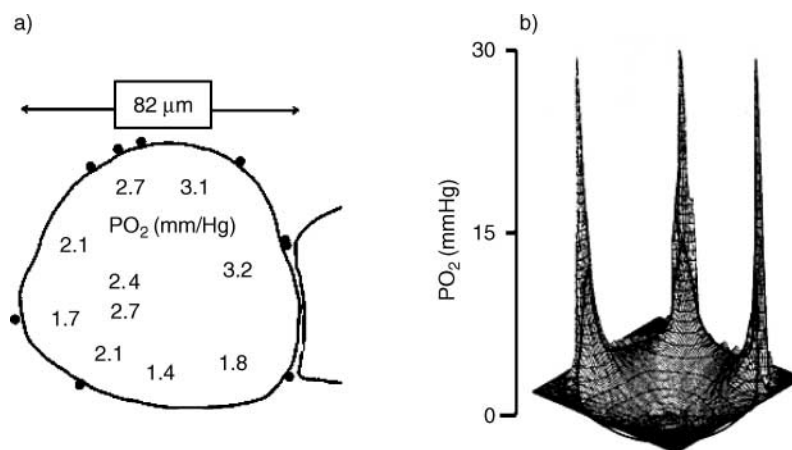 a)
82 µm
2.7 3.1
PO₂ (mm/Hg)
2.1
2.4
3.2
2.7
1.7
2.1
1.4
1.8
b)
30
15
0
PO₂ (mmHg)